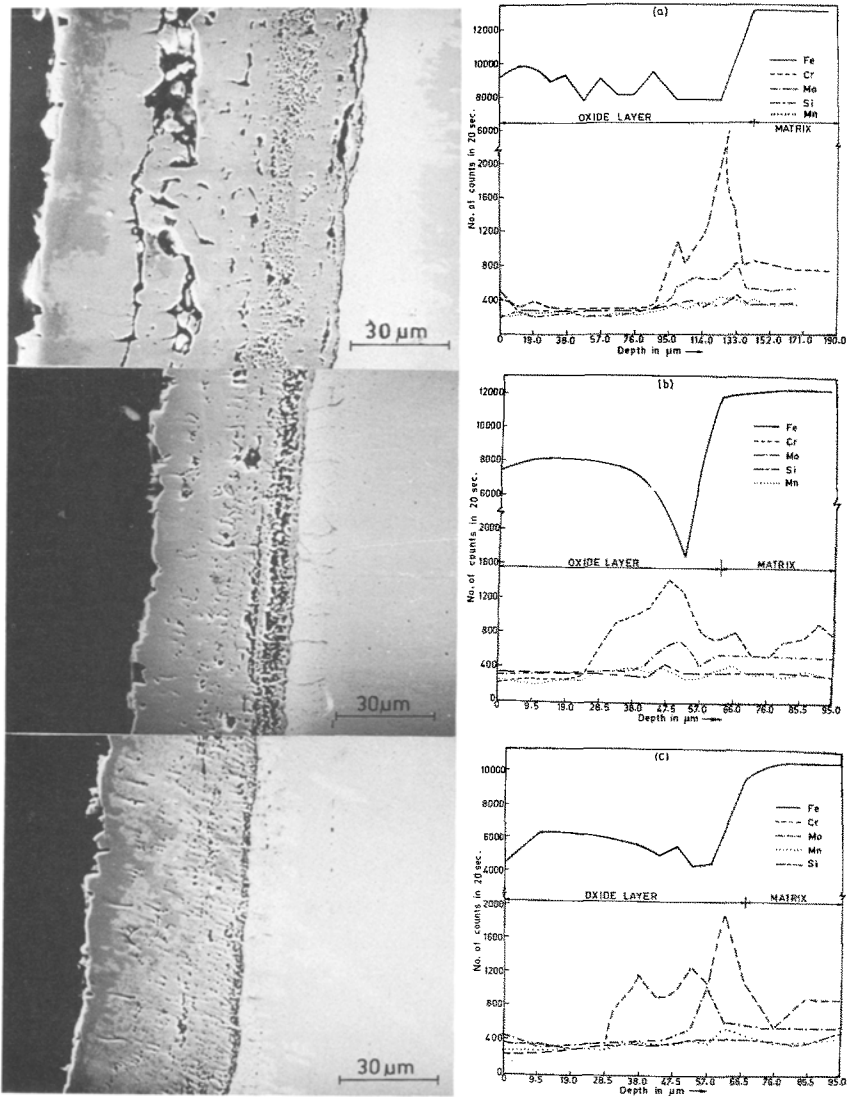 30 μm
(a)
14000
12000
10000
8000
6000
2000
1600
1200
800
400
Fe
Cr
Mo
Si
Mn
OXIDE LAYER
MATRIX
No. of counts in 20 sec.
0 19.0 38.0 57.0 76.0 95.0 114.0 133.0 152.0 171.0 190.0
Depth in μm
30μm
(b)
12000
10000
8000
6000
2000
1600
1200
800
400
0
Fe
Cr
Mo
Si
Mn
OXIDE LAYER
MATRIX
No. of counts in 20 sec.
0 9.5 19.0 28.5 38.0 47.5 57.0 66.0 76.0 85.5 95.0
Depth in μm
30 μm
(c)
10000
8000
6000
4000
2000
1600
1200
800
400
0
Fe
Cr
Mo
Mn
Si
OXIDE LAYER
MATRIX
No. of counts in 20 sec.
0 9.5 19.0 28.5 38.0 47.5 57.0 66.5 76.0 85.5 95.0
Depth in μm